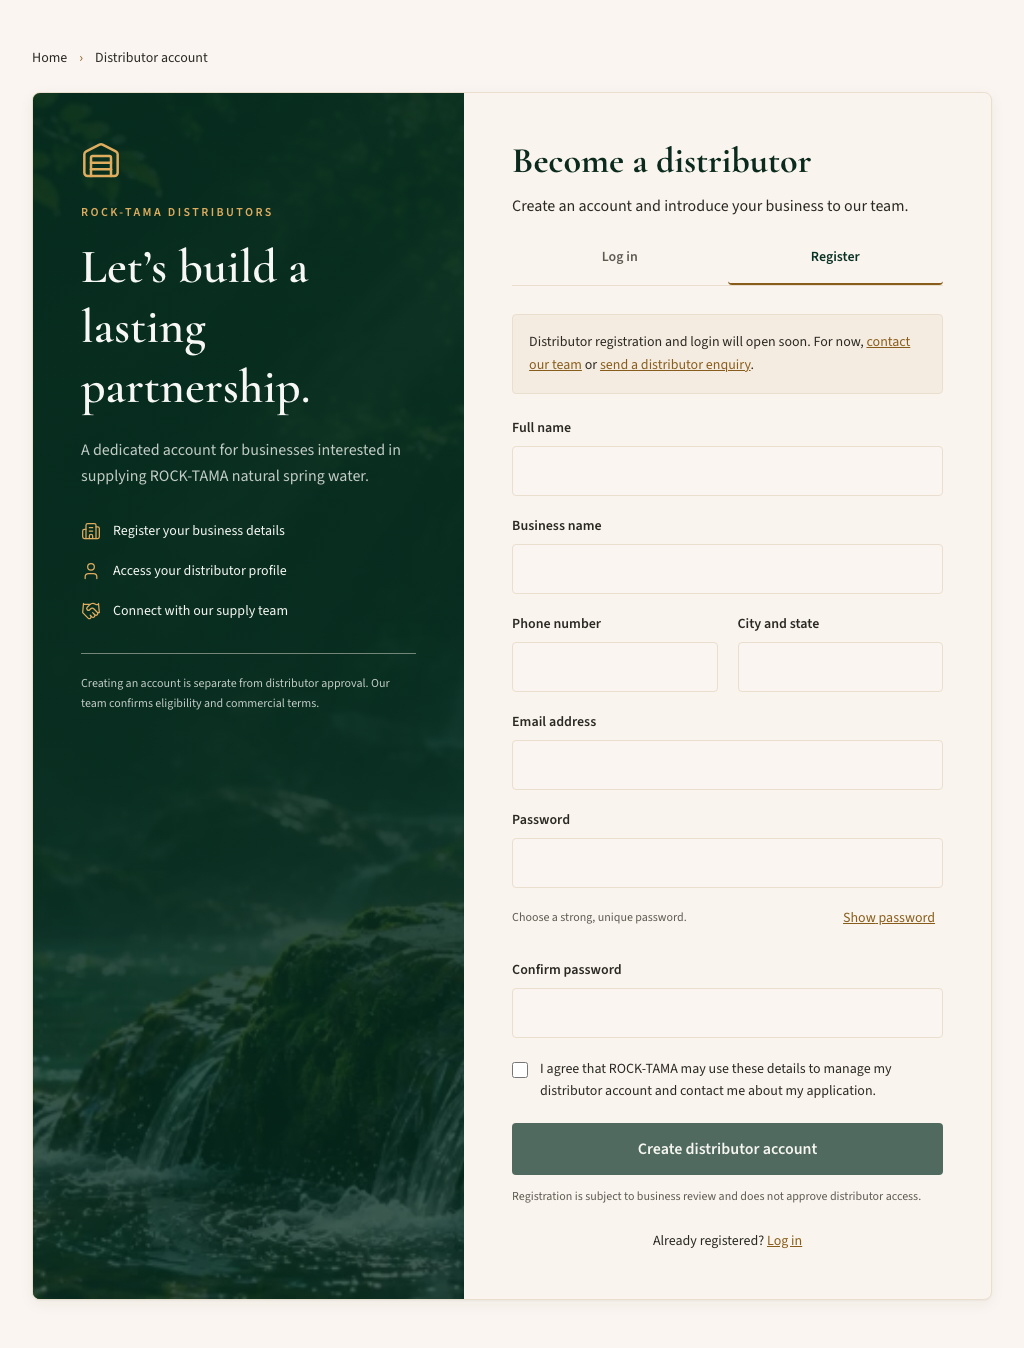 Home › Distributor account
ROCK-TAMA DISTRIBUTORS
Let’s build a
lasting
partnership.
A dedicated account for businesses interested in
supplying ROCK-TAMA natural spring water.
Register your business details
Access your distributor profile
Connect with our supply team
Creating an account is separate from distributor approval. Our
team confirms eligibility and commercial terms.
Become a distributor
Create an account and introduce your business to our team.
Log in
Register
Distributor registration and login will open soon. For now, contact
our team or send a distributor enquiry.
Full name
Business name
Phone number
City and state
Email address
Password
Choose a strong, unique password.
Show password
Confirm password
I agree that ROCK-TAMA may use these details to manage my
distributor account and contact me about my application.
Create distributor account
Registration is subject to business review and does not approve distributor access.
Already registered? Log in